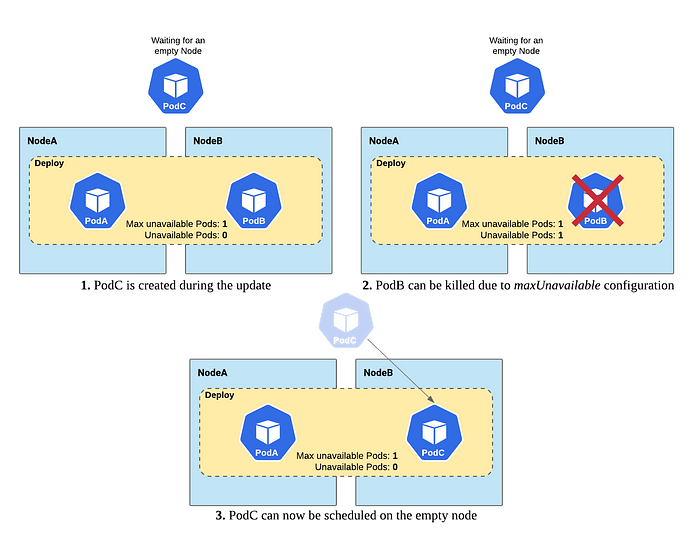 Waiting for an
empty Node
PodC
NodeA
NodeB
Deploy
PodA
PodB
Max unavailable Pods: 1
Unavailable Pods: 0
1. PodC is created during the update
Waiting for an
empty Node
PodC
NodeA
NodeB
Deploy
PodA
PodB
Max unavailable Pods: 1
Unavailable Pods: 1
2. PodB can be killed due to maxUnavailable configuration
PodC
NodeA
NodeB
Deploy
PodA
PodC
Max unavailable Pods: 1
Unavailable Pods: 0
3. PodC can now be scheduled on the empty node